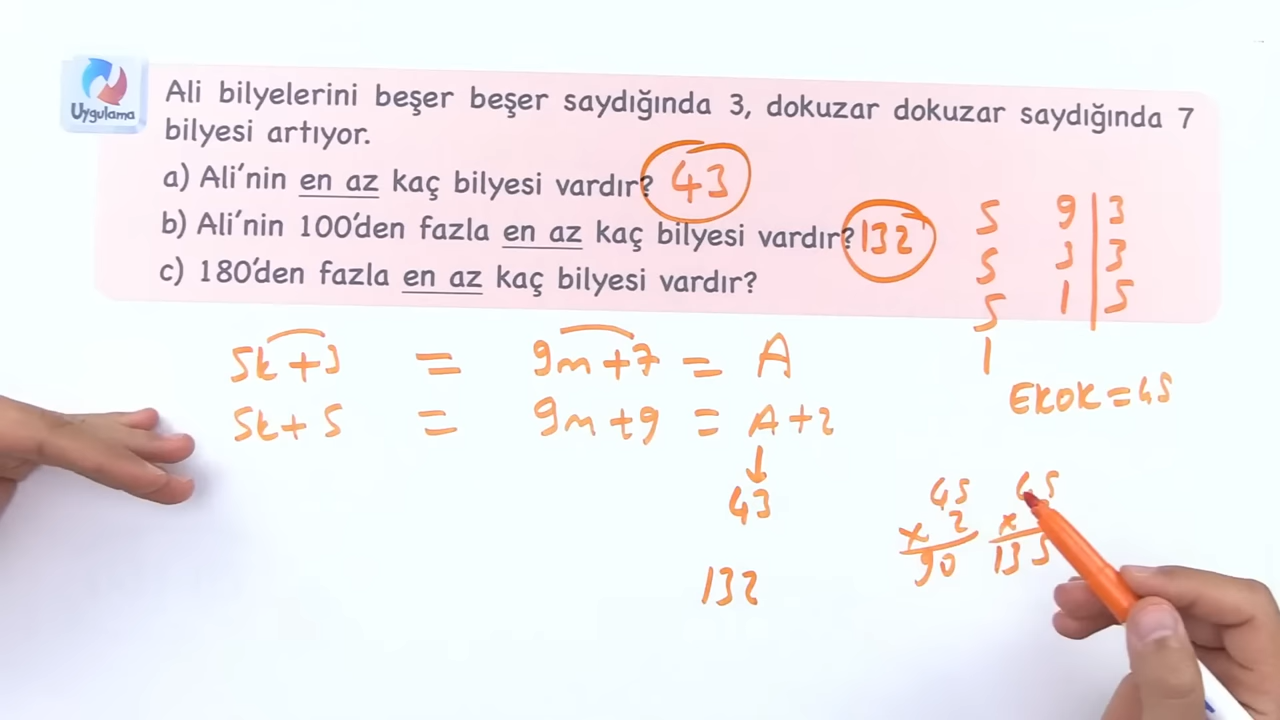 Uygulama
Ali bilyelerini beşer beşer saydığında 3, dokuzar dokuzar saydığında 7
bilyesi artıyor.
a) Ali'nin en az kaç bilyesi vardır? 43
b) Ali'nin 100'den fazla en az kaç bilyesi vardır? 132
c) 180'den fazla en az kaç bilyesi vardır?
5 9 | 3
5 3 | 3
5 1 | 5
1
EKOK = 45
5k+3 = 9m+7 = A
5k+5 = 9m+9 = A+2
↓
43
132
45 45
x 2 x
90 135